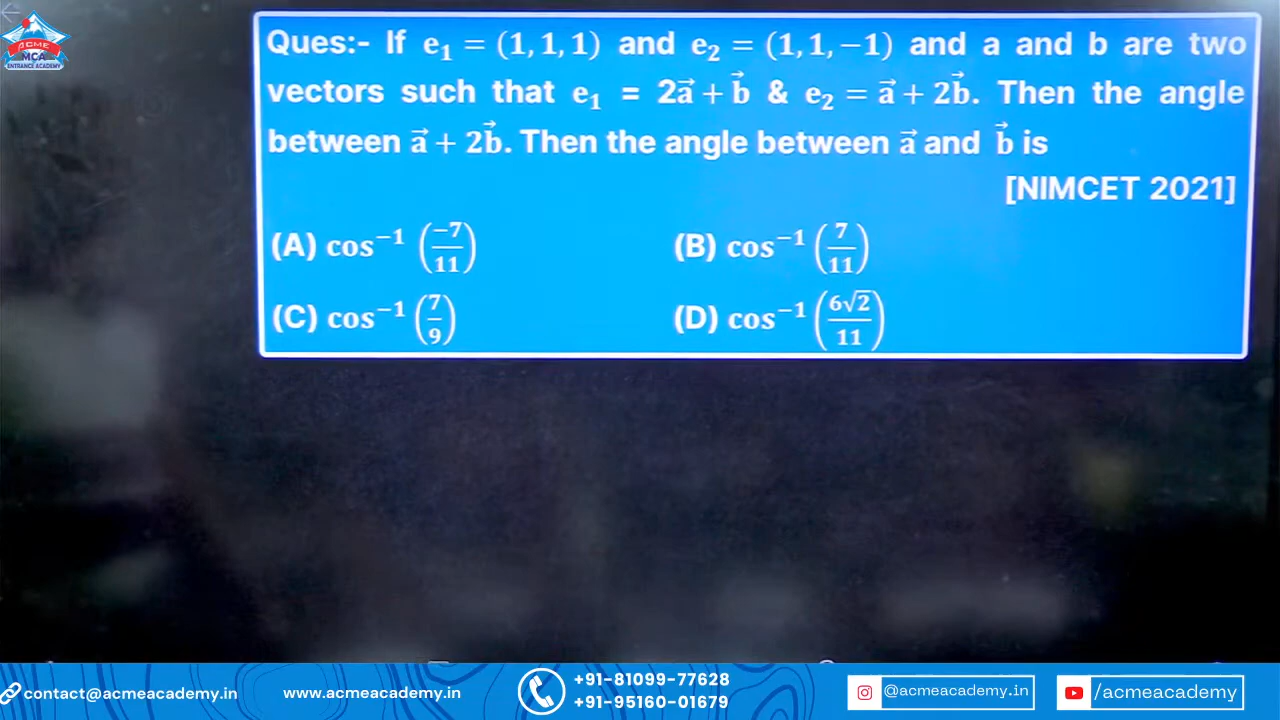 ACME
MCA
ENTRANCE ACADEMY
Ques:- If e₁ = (1, 1, 1) and e₂ = (1, 1, −1) and a and b are two
vectors such that e₁ = 2a⃗ + b⃗ & e₂ = a⃗ + 2b⃗. Then the angle
between a⃗ + 2b⃗. Then the angle between a⃗ and b⃗ is
[NIMCET 2021]
(A) cos⁻¹ (−7/11) (B) cos⁻¹ (7/11)
(C) cos⁻¹ (7/9) (D) cos⁻¹ (6√2/11)
contact@acmeacademy.in www.acmeacademy.in +91-81099-77628
+91-95160-01679 @acmeacademy.in /acmeacademy